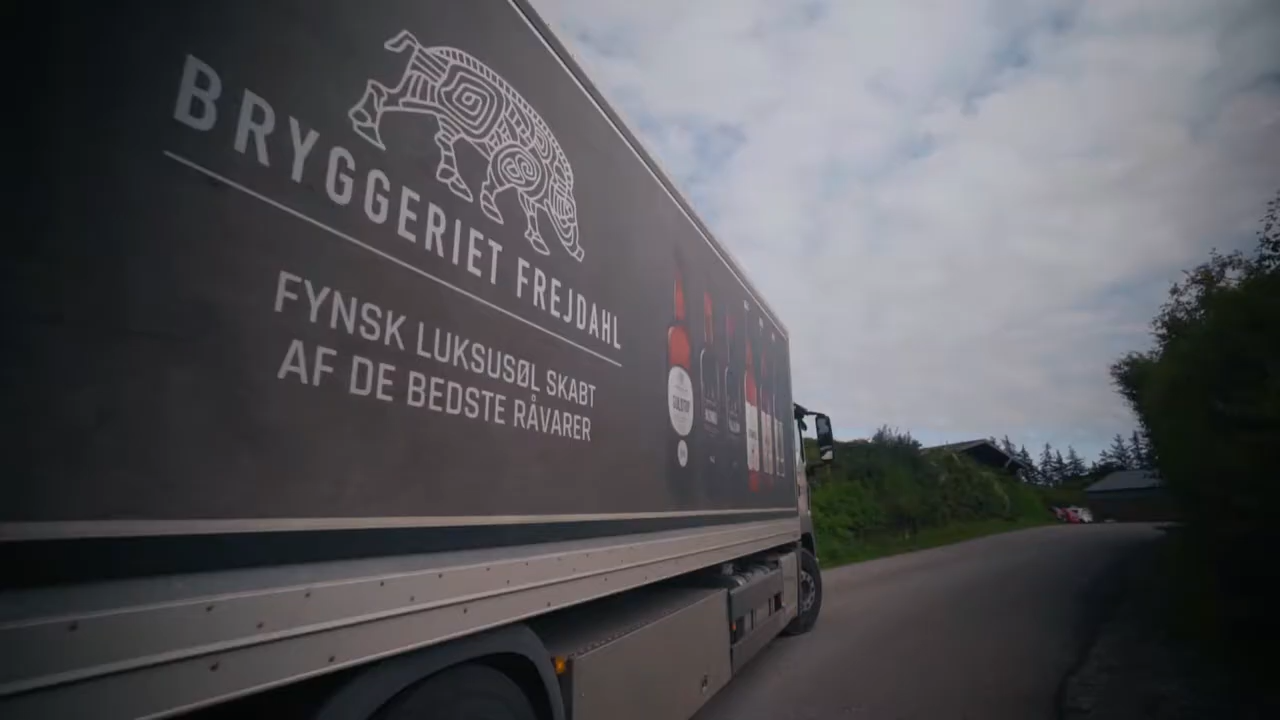 BRYGGERIET FREJDAHL
FYNSK LUKSUSØL SKABT
AF DE BEDSTE RÅVARER